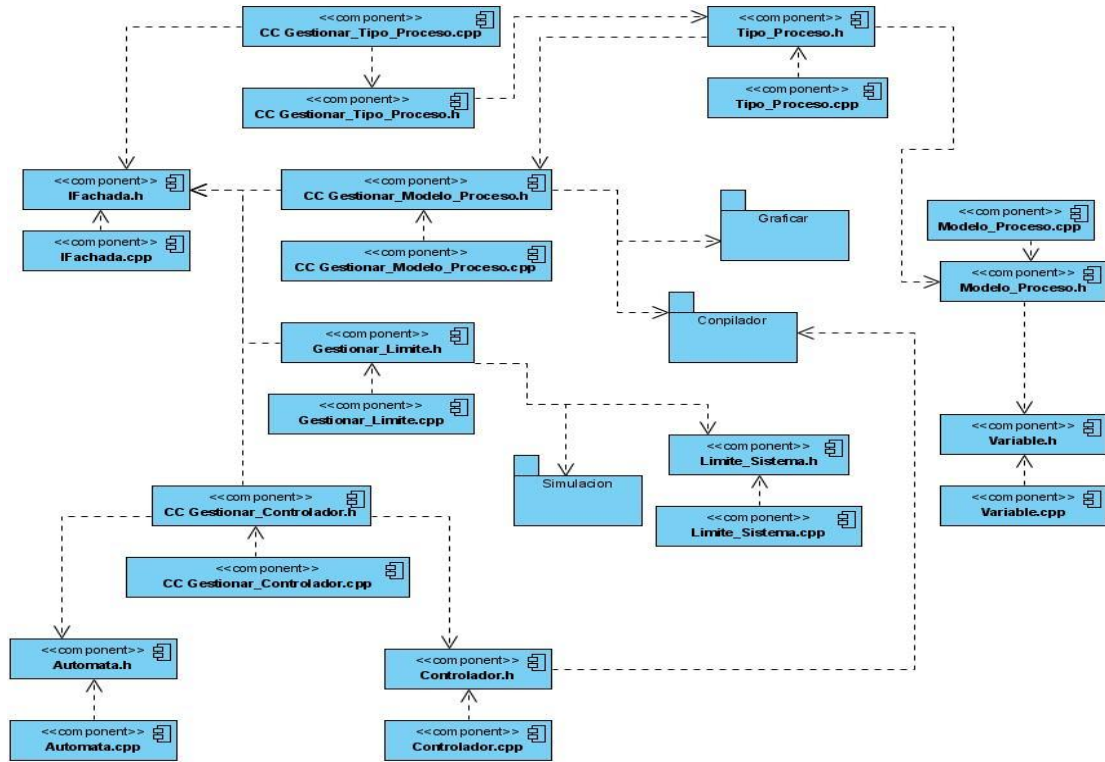 <<component>>
CC Gestionar_Tipo_Proceso.cpp
<<component>>
Tipo_Proceso.h
<<component>>
CC Gestionar_Tipo_Proceso.h
<<component>>
Tipo_Proceso.cpp
<<component>>
IFachada.h
<<component>>
CC Gestionar_Modelo_Proceso.h
<<component>>
IFachada.cpp
<<component>>
CC Gestionar_Modelo_Proceso.cpp
Graficar
<<component>>
Modelo_Proceso.cpp
<<component>>
Modelo_Proceso.h
<<component>>
Gestionar_Limite.h
Conpilador
<<component>>
Gestionar_Limite.cpp
<<component>>
Limite_Sistema.h
<<component>>
Variable.h
Simulacion
<<component>>
Limite_Sistema.cpp
<<component>>
Variable.cpp
<<component>>
CC Gestionar_Controlador.h
<<component>>
CC Gestionar_Controlador.cpp
<<component>>
Automata.h
<<component>>
Controlador.h
<<component>>
Automata.cpp
<<component>>
Controlador.cpp